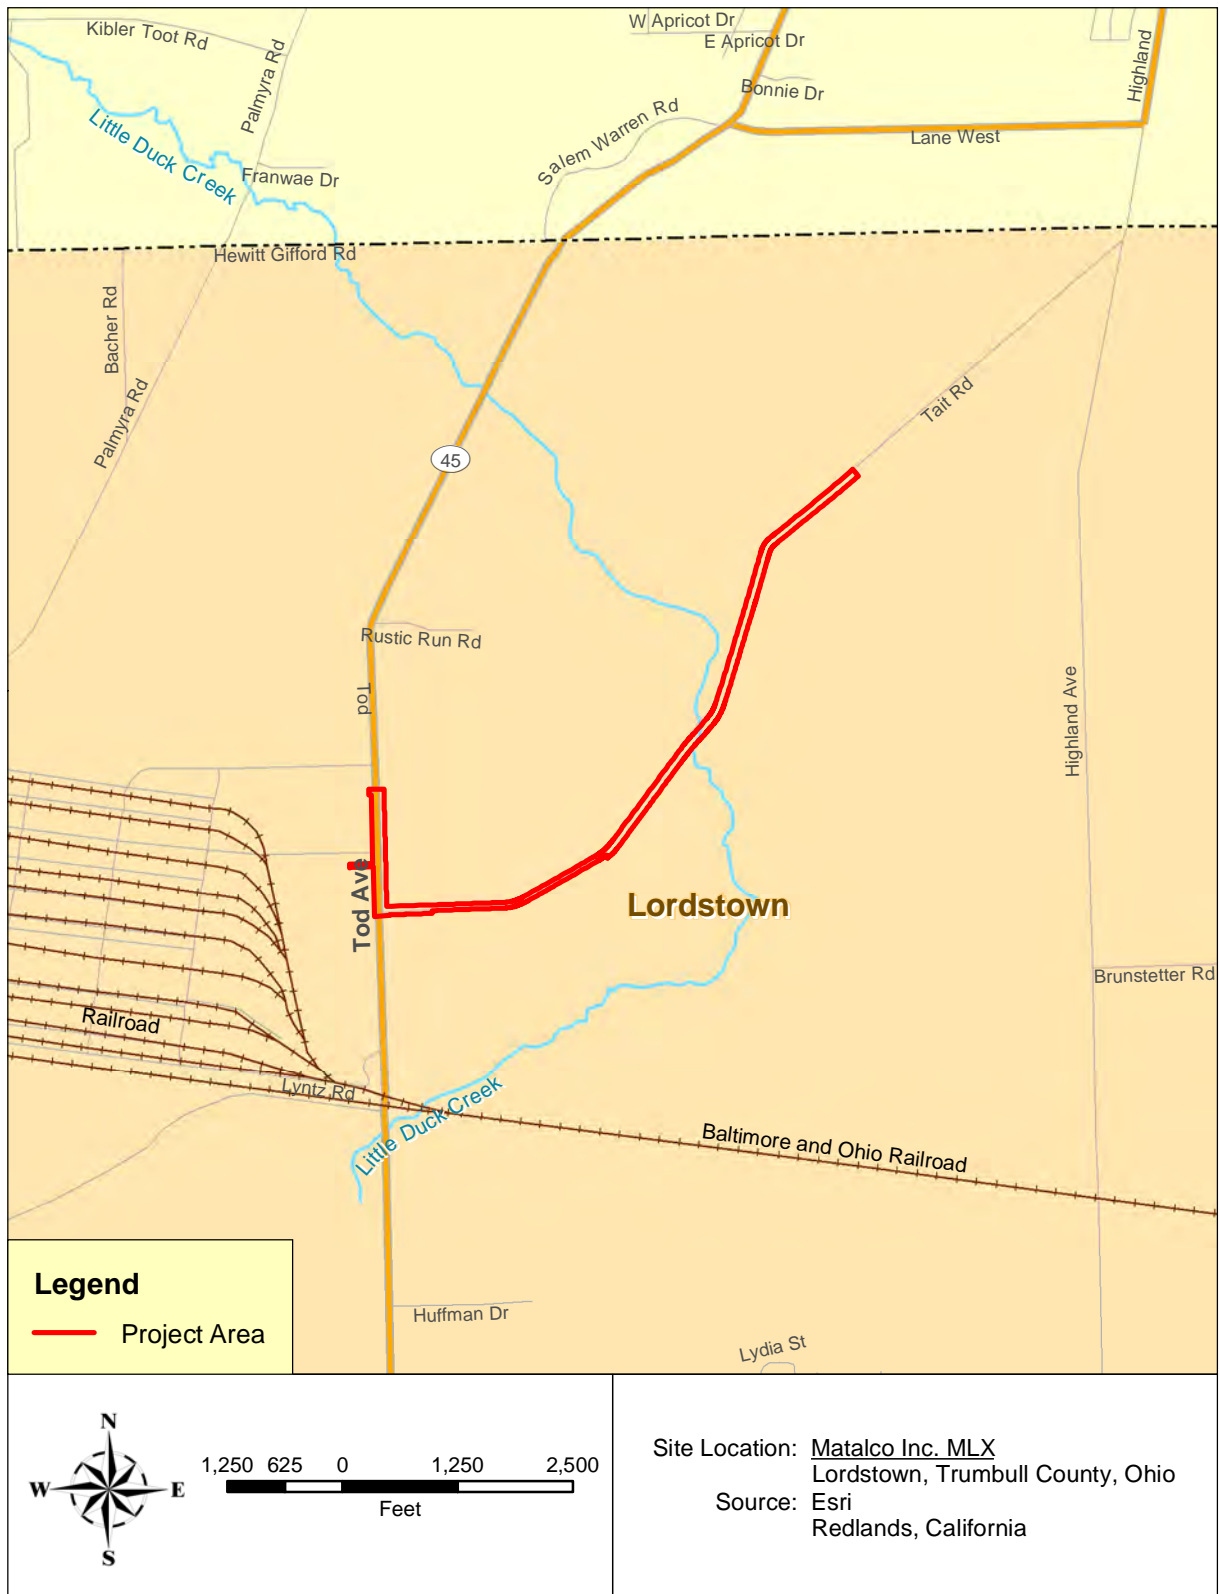 Kibler Toot Rd
Palmyra Rd
W Apricot Dr
E Apricot Dr
Highland
Bonnie Dr
Salem Warren Rd
Lane West
Little Duck Creek
Franwae Dr
Hewitt Gifford Rd
Bacher Rd
Palmyra Rd
Tait Rd
45
Rustic Run Rd
Tod
Highland Ave
Tod Ave
Lordstown
Brunstetter Rd
Railroad
Lyntz Rd
Little Duck Creek
Baltimore and Ohio Railroad
Huffman Dr
Lydia St
Legend
Project Area
N
W E
S
1,250 625 0 1,250 2,500
Feet
Site Location: Matalco Inc. MLX
Lordstown, Trumbull County, Ohio
Source: Esri
Redlands, California